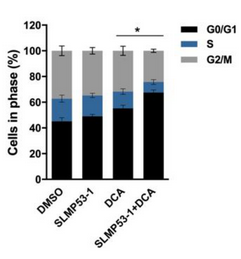 *
G0/G1
S
G2/M
Cells in phase (%)
120
100
80
60
40
20
0
DMSO
SLMP53-1
DCA
SLMP53-1+DCA